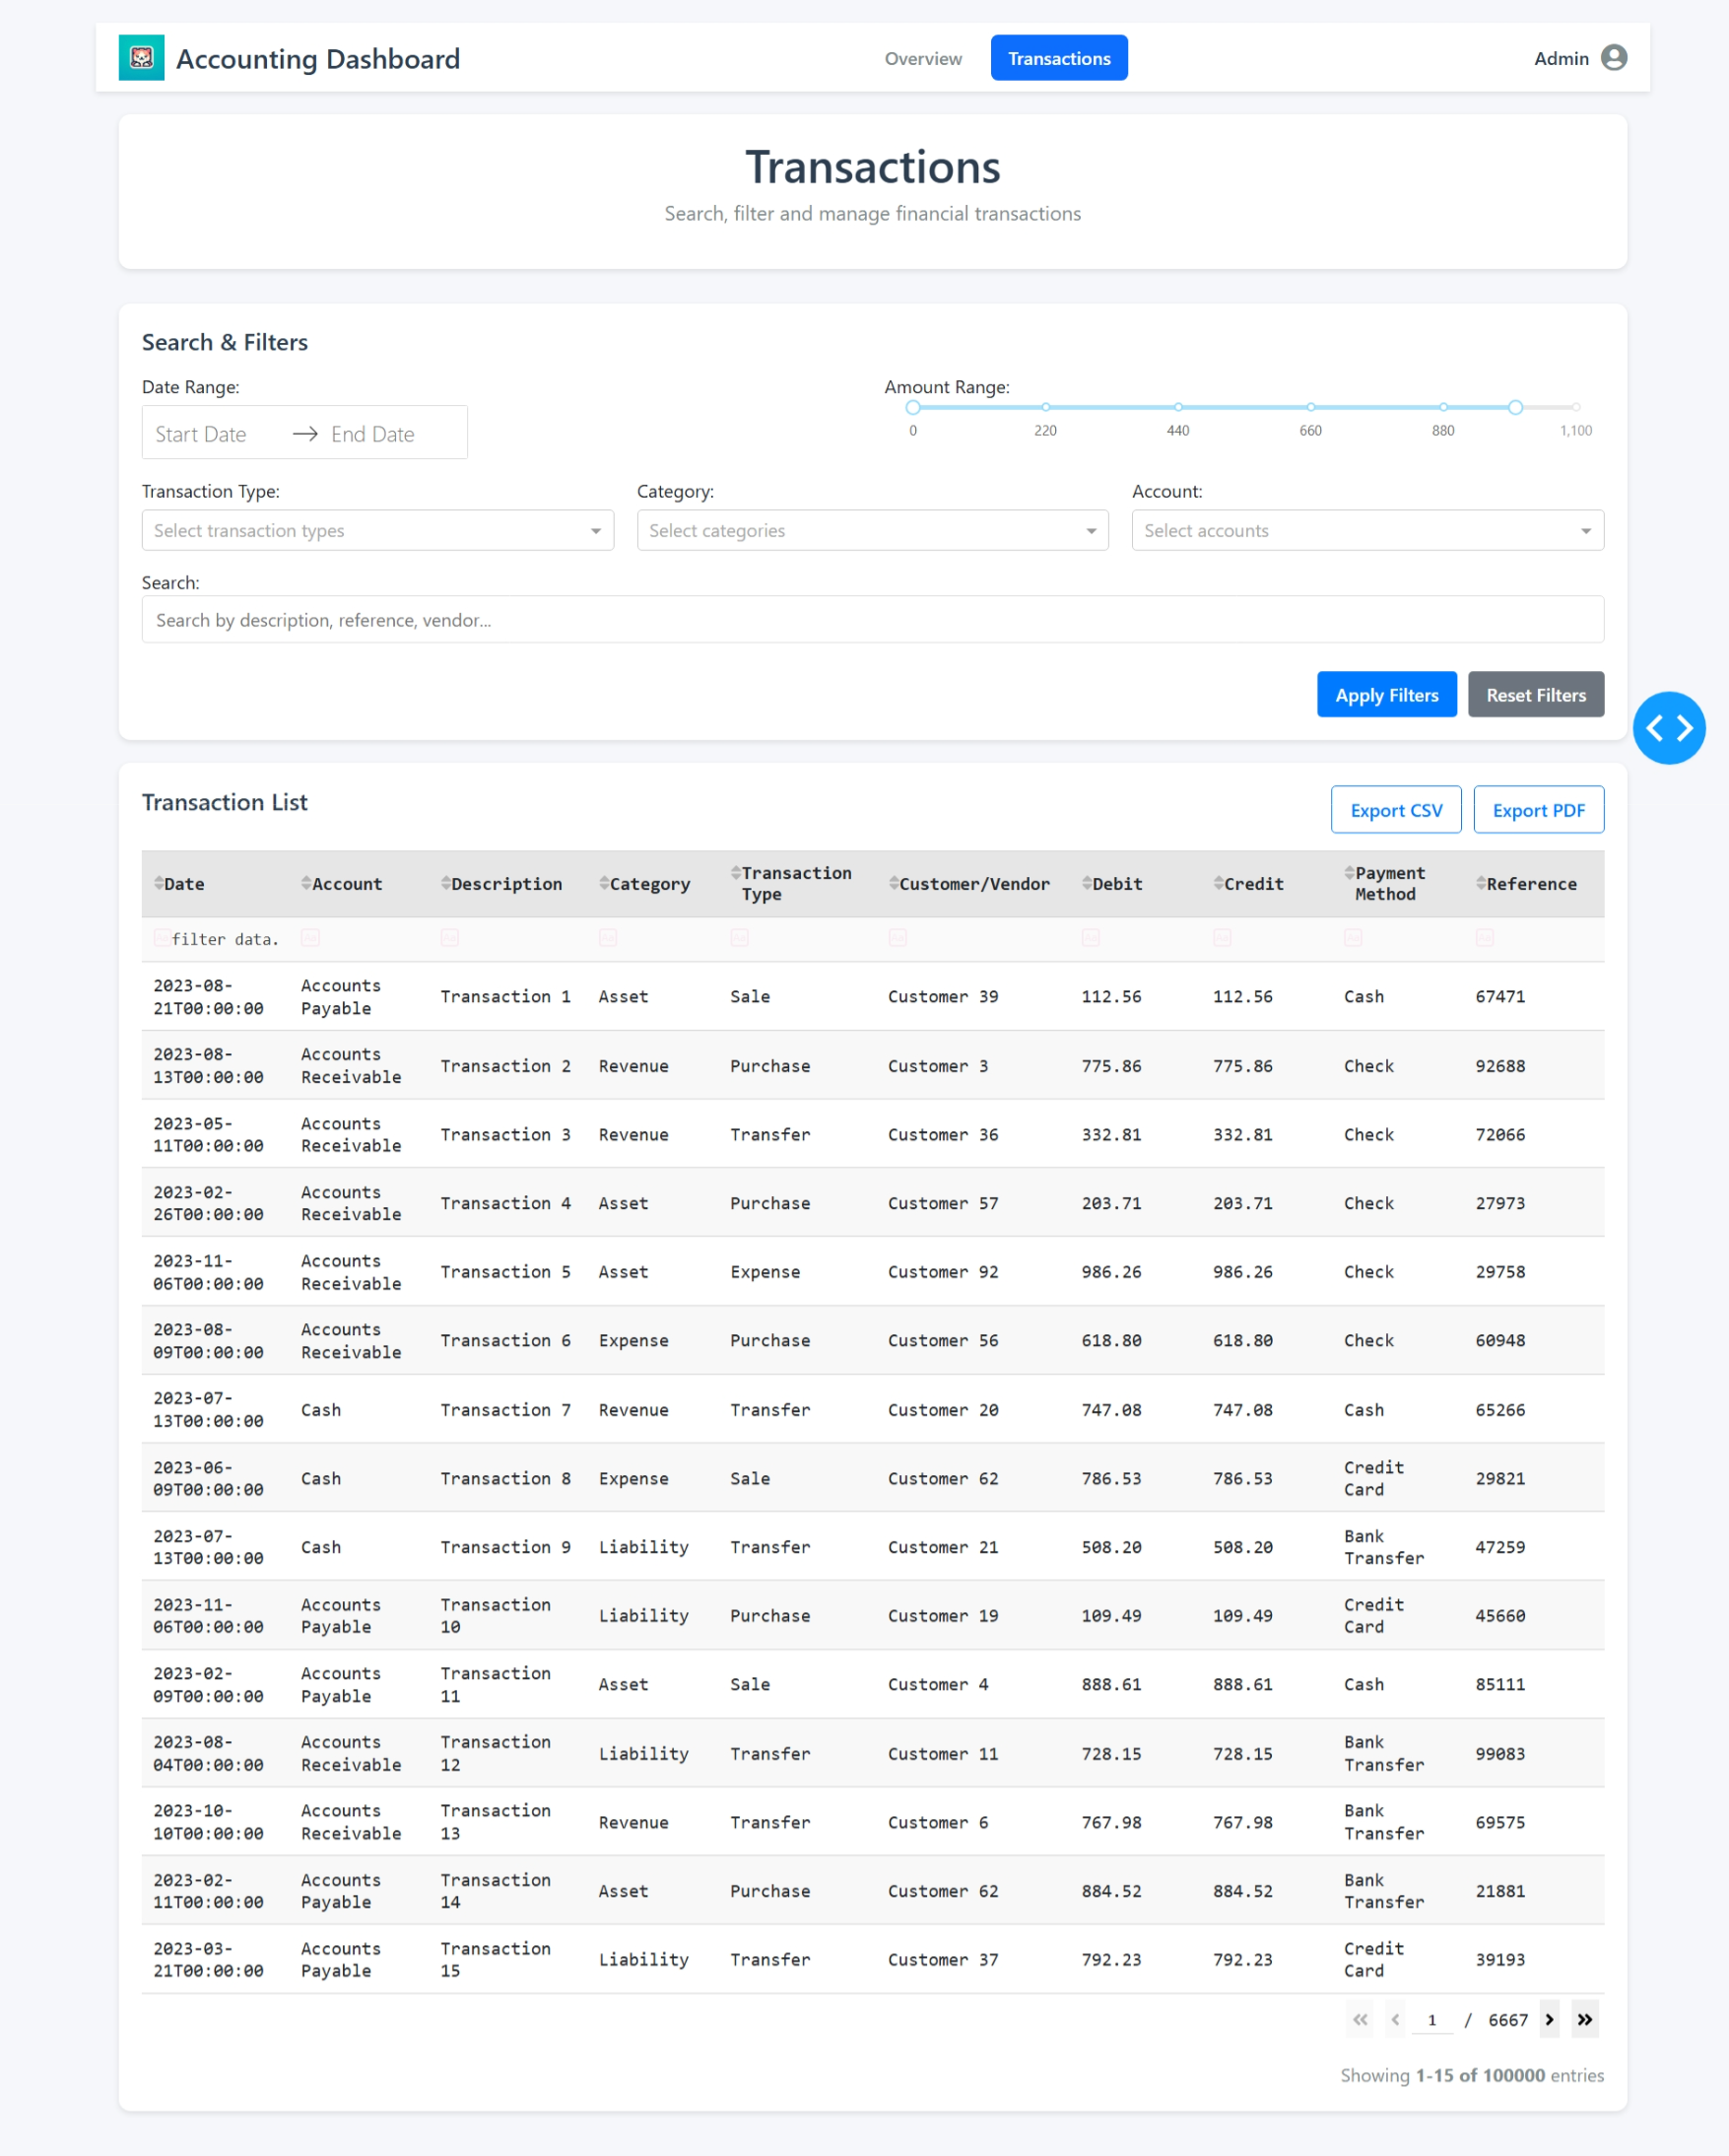 Accounting Dashboard
Overview
Transactions
Admin
Transactions
Search, filter and manage financial transactions
Search & Filters
Date Range:
Start Date → End Date
Amount Range:
0 220 440 660 880 1,100
Transaction Type:
Select transaction types
Category:
Select categories
Account:
Select accounts
Search:
Search by description, reference, vendor...
Apply Filters
Reset Filters
Transaction List
Export CSV
Export PDF
Date Account Description Category Transaction Type Customer/Vendor Debit Credit Payment Method Reference
filter data.
2023-08-21T00:00:00 Accounts Payable Transaction 1 Asset Sale Customer 39 112.56 112.56 Cash 67471
2023-08-13T00:00:00 Accounts Receivable Transaction 2 Revenue Purchase Customer 3 775.86 775.86 Check 92688
2023-05-11T00:00:00 Accounts Receivable Transaction 3 Revenue Transfer Customer 36 332.81 332.81 Check 72066
2023-02-26T00:00:00 Accounts Receivable Transaction 4 Asset Purchase Customer 57 203.71 203.71 Check 27973
2023-11-06T00:00:00 Accounts Receivable Transaction 5 Asset Expense Customer 92 986.26 986.26 Check 29758
2023-08-09T00:00:00 Accounts Receivable Transaction 6 Expense Purchase Customer 56 618.80 618.80 Check 60948
2023-07-13T00:00:00 Cash Transaction 7 Revenue Transfer Customer 20 747.08 747.08 Cash 65266
2023-06-09T00:00:00 Cash Transaction 8 Expense Sale Customer 62 786.53 786.53 Credit Card 29821
2023-07-13T00:00:00 Cash Transaction 9 Liability Transfer Customer 21 508.20 508.20 Bank Transfer 47259
2023-11-06T00:00:00 Accounts Payable Transaction 10 Liability Purchase Customer 19 109.49 109.49 Credit Card 45660
2023-02-09T00:00:00 Accounts Payable Transaction 11 Asset Sale Customer 4 888.61 888.61 Cash 85111
2023-08-04T00:00:00 Accounts Receivable Transaction 12 Liability Transfer Customer 11 728.15 728.15 Bank Transfer 99083
2023-10-10T00:00:00 Accounts Receivable Transaction 13 Revenue Transfer Customer 6 767.98 767.98 Bank Transfer 69575
2023-02-11T00:00:00 Accounts Payable Transaction 14 Asset Purchase Customer 62 884.52 884.52 Bank Transfer 21881
2023-03-21T00:00:00 Accounts Payable Transaction 15 Liability Transfer Customer 37 792.23 792.23 Credit Card 39193
1 / 6667
Showing 1-15 of 100000 entries